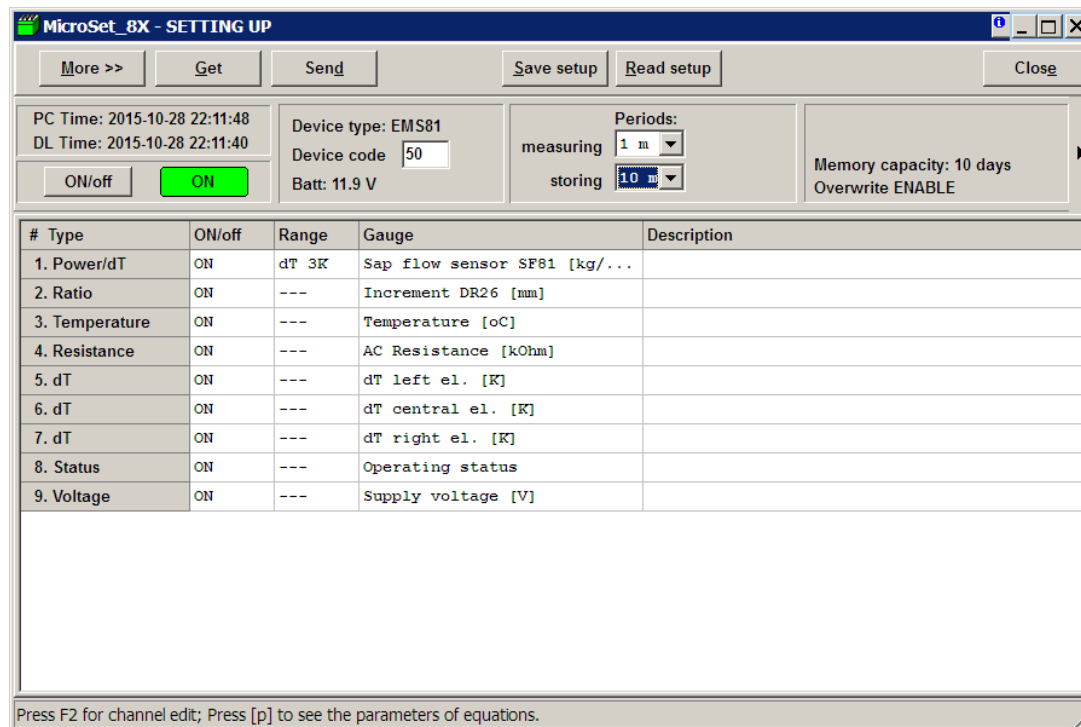 MicroSet_8X - SETTING UP
More >> Get Send Save setup Read setup Close
PC Time: 2015-10-28 22:11:48
DL Time: 2015-10-28 22:11:40
ON/off ON
Device type: EMS81
Device code 50
Batt: 11.9 V
Periods:
measuring 1 m
storing 10 m
Memory capacity: 10 days
Overwrite ENABLE
# Type ON/off Range Gauge Description
1. Power/dT ON dT 3K Sap flow sensor SF81 [kg/...
2. Ratio ON --- Increment DR26 [mm]
3. Temperature ON --- Temperature [oC]
4. Resistance ON --- AC Resistance [kOhm]
5. dT ON --- dT left el. [K]
6. dT ON --- dT central el. [K]
7. dT ON --- dT right el. [K]
8. Status ON --- Operating status
9. Voltage ON --- Supply voltage [V]
Press F2 for channel edit; Press [p] to see the parameters of equations.